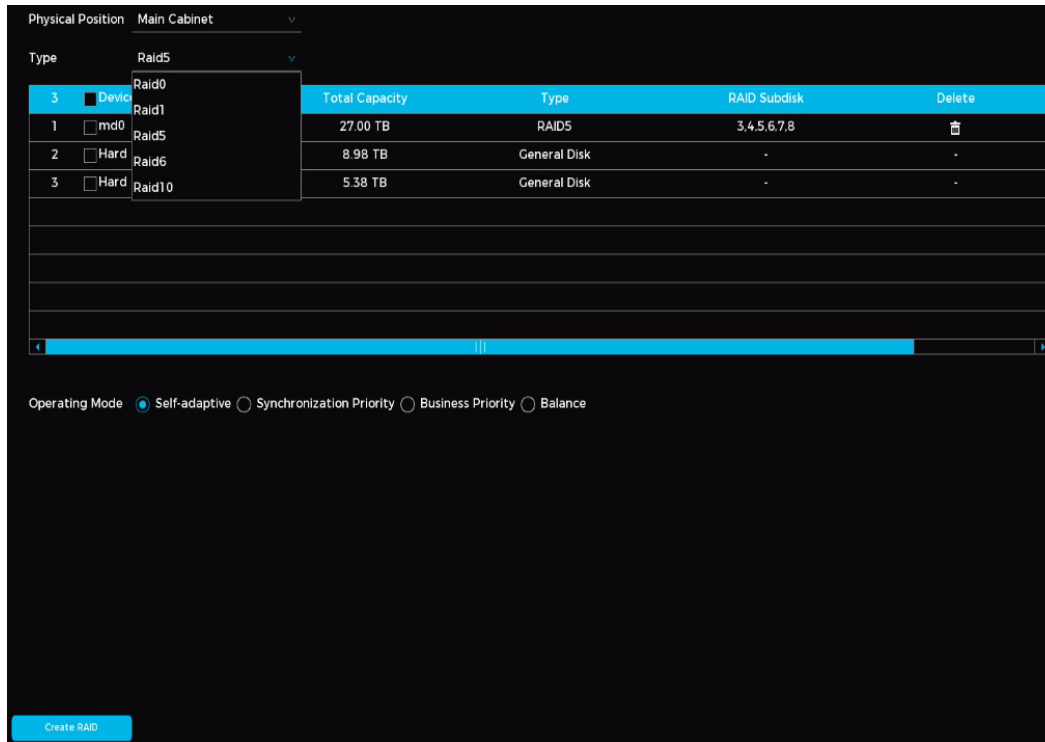 Physical Position Main Cabinet
Type Raid5
Raid0
Raid1
Raid5
Raid6
Raid10
3 Total Capacity Type RAID Subdisk Delete
1 md0 27.00 TB RAID5 3,4,5,6,7,8
2 Hard 8.98 TB General Disk - -
3 Hard 5.38 TB General Disk - -
Operating Mode Self-adaptive Synchronization Priority Business Priority Balance
Create RAID